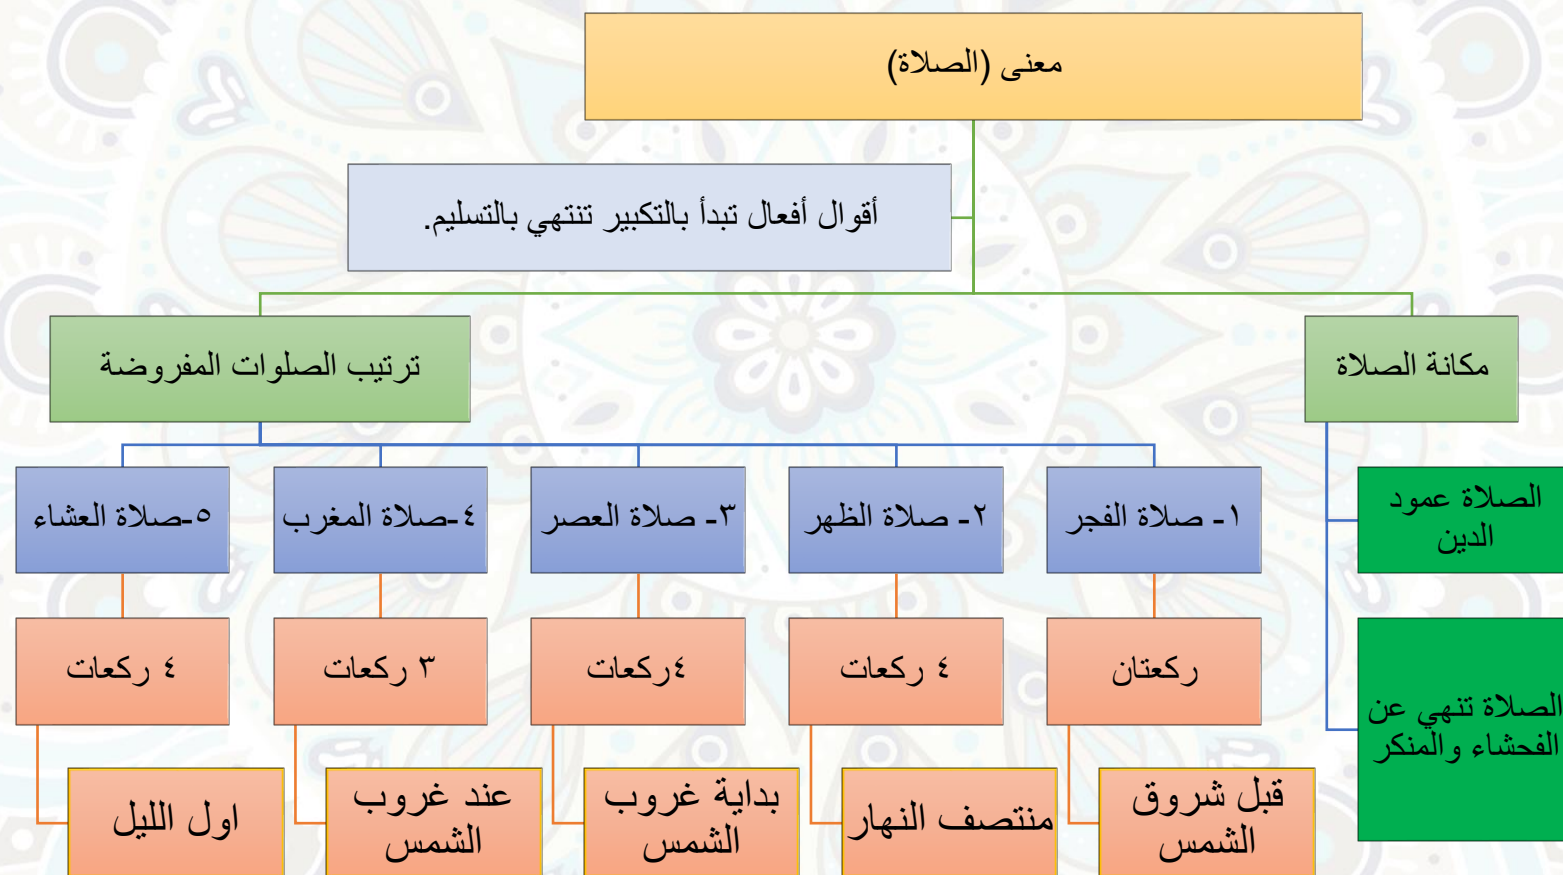 معنى (الصلاة)
أقوال أفعال تبدأ بالتكبير تنتهي بالتسليم.
مكانة الصلاة
ترتيب الصلوات المفروضة
الصلاة عمود
الدين
الصلاة تنهي عن
الفحشاء والمنكر
١- صلاة الفجر
٢- صلاة الظهر
٣- صلاة العصر
٤-صلاة المغرب
٥-صلاة العشاء
ركعتان
٤ ركعات
٤ركعات
٣ ركعات
٤ ركعات
قبل شروق
الشمس
منتصف النهار
بداية غروب
الشمس
عند غروب
الشمس
اول الليل